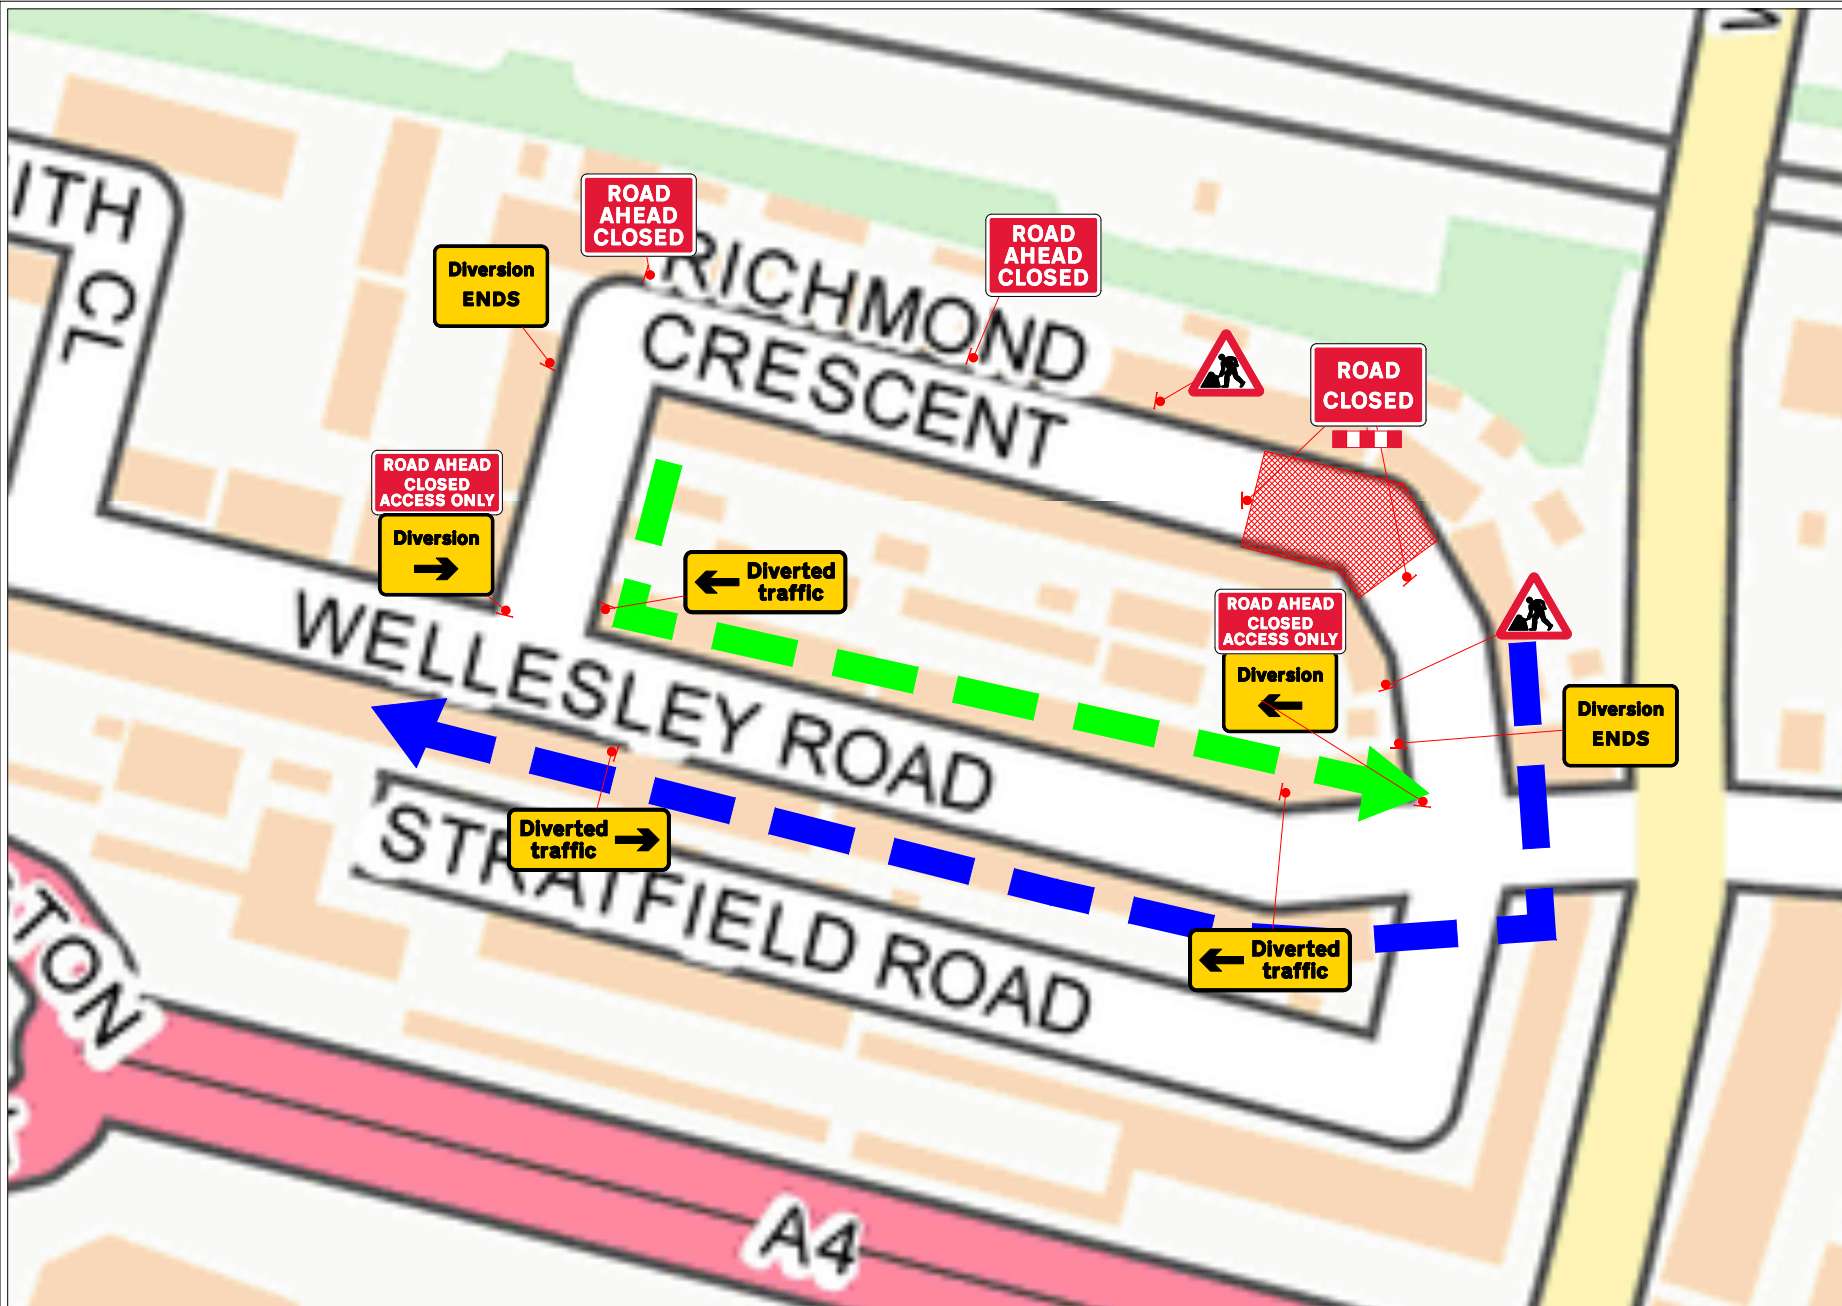 ITH
CL
ROAD
AHEAD
CLOSED
Diversion
ENDS
ROAD
AHEAD
CLOSED
RICHMOND
CRESCENT
ROAD
CLOSED
ROAD AHEAD
CLOSED
ACCESS ONLY
Diversion
Diverted
traffic
ROAD AHEAD
CLOSED
ACCESS ONLY
Diversion
Diversion
ENDS
WELLESLEY ROAD
Diverted
traffic
STRATFIELD ROAD
Diverted
traffic
TON
A4